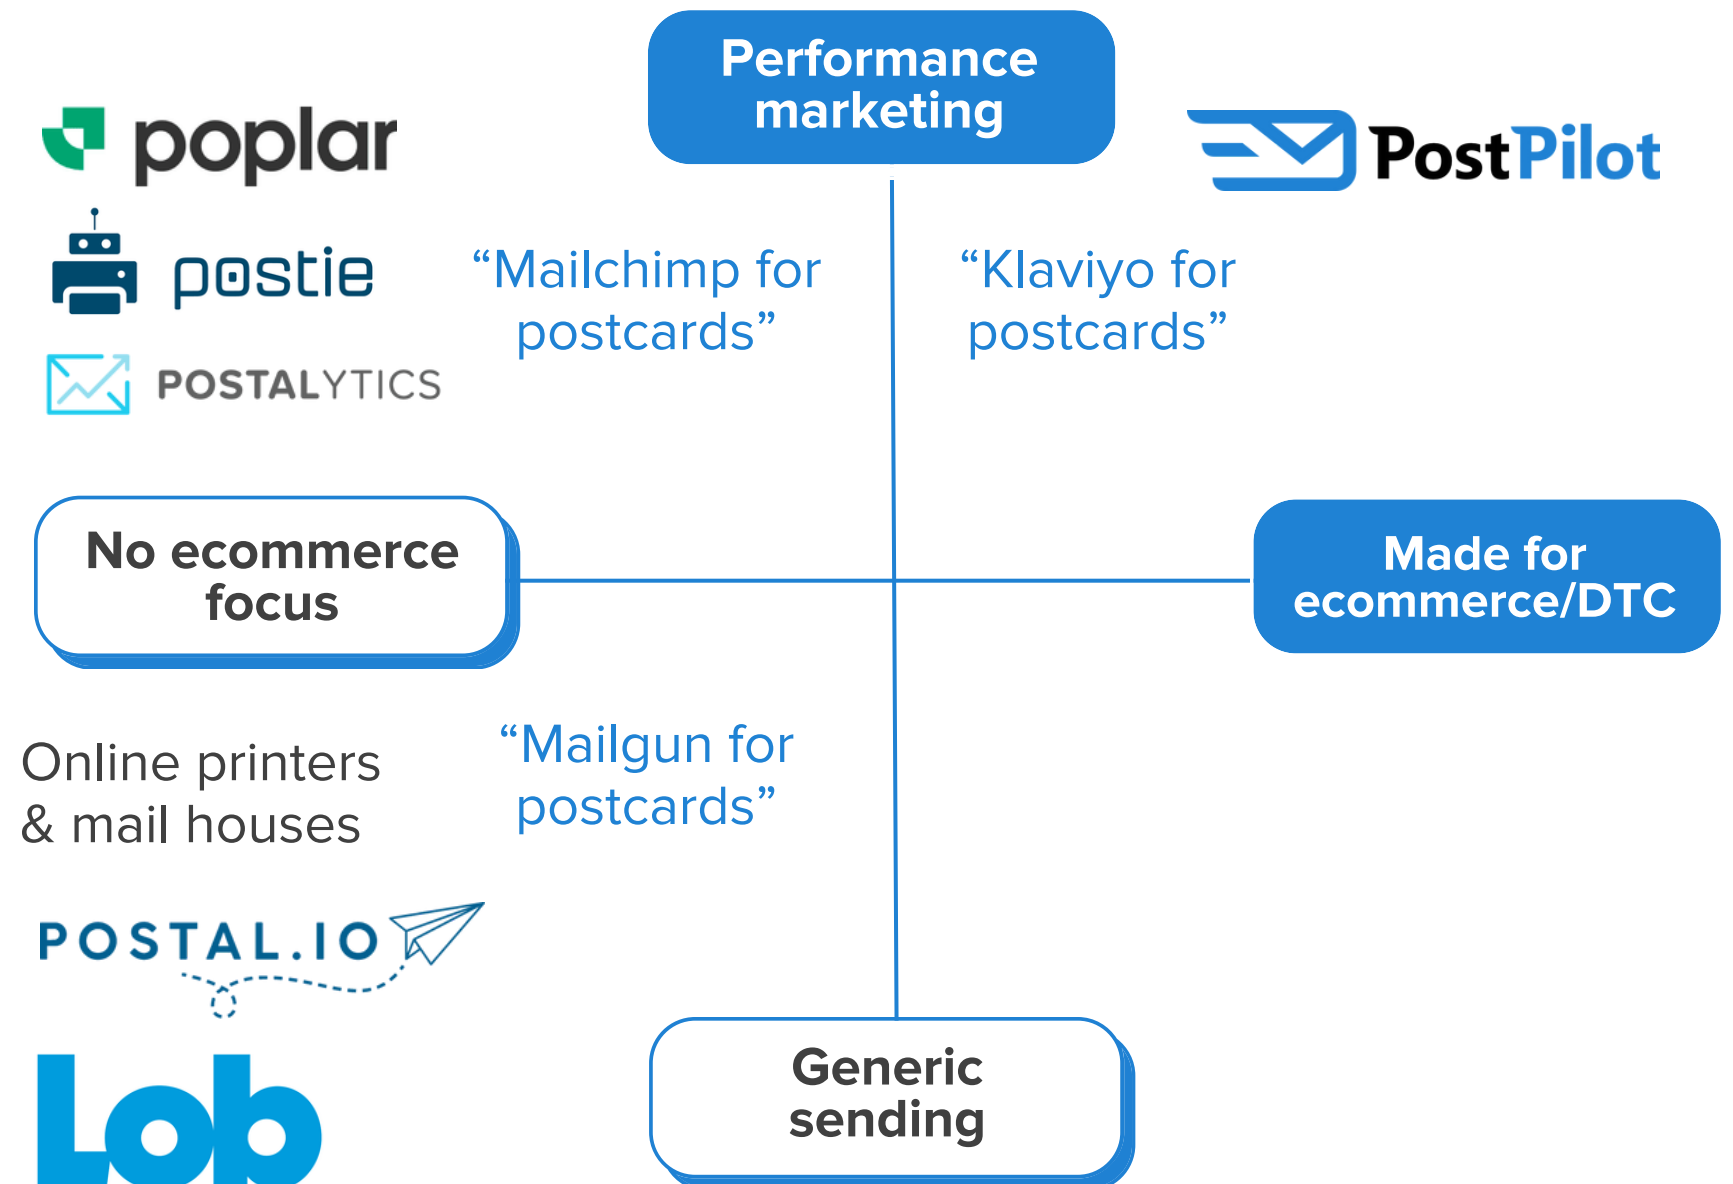 Performance
marketing
poplar
PostPilot
postie
“Mailchimp for
postcards”
“Klaviyo for
postcards”
POSTALYTICS
No ecommerce
focus
Made for
ecommerce/DTC
Online printers
& mail houses
“Mailgun for
postcards”
POSTAL.IO
Generic
sending
Lob